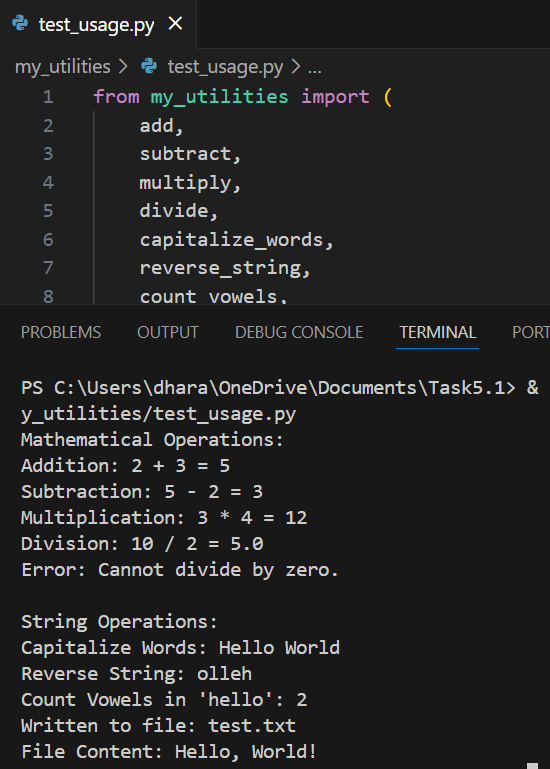 test_usage.py ×
my_utilities > test_usage.py > ...
1 from my_utilities import (
2 add,
3 subtract,
4 multiply,
5 divide,
6 capitalize_words,
7 reverse_string,
8 count_vowels,
PROBLEMS OUTPUT DEBUG CONSOLE TERMINAL PORT
PS C:\Users\dhara\OneDrive\Documents\Task5.1> &
y_utilities/test_usage.py
Mathematical Operations:
Addition: 2 + 3 = 5
Subtraction: 5 - 2 = 3
Multiplication: 3 * 4 = 12
Division: 10 / 2 = 5.0
Error: Cannot divide by zero.
String Operations:
Capitalize Words: Hello World
Reverse String: olleh
Count Vowels in 'hello': 2
Written to file: test.txt
File Content: Hello, World!